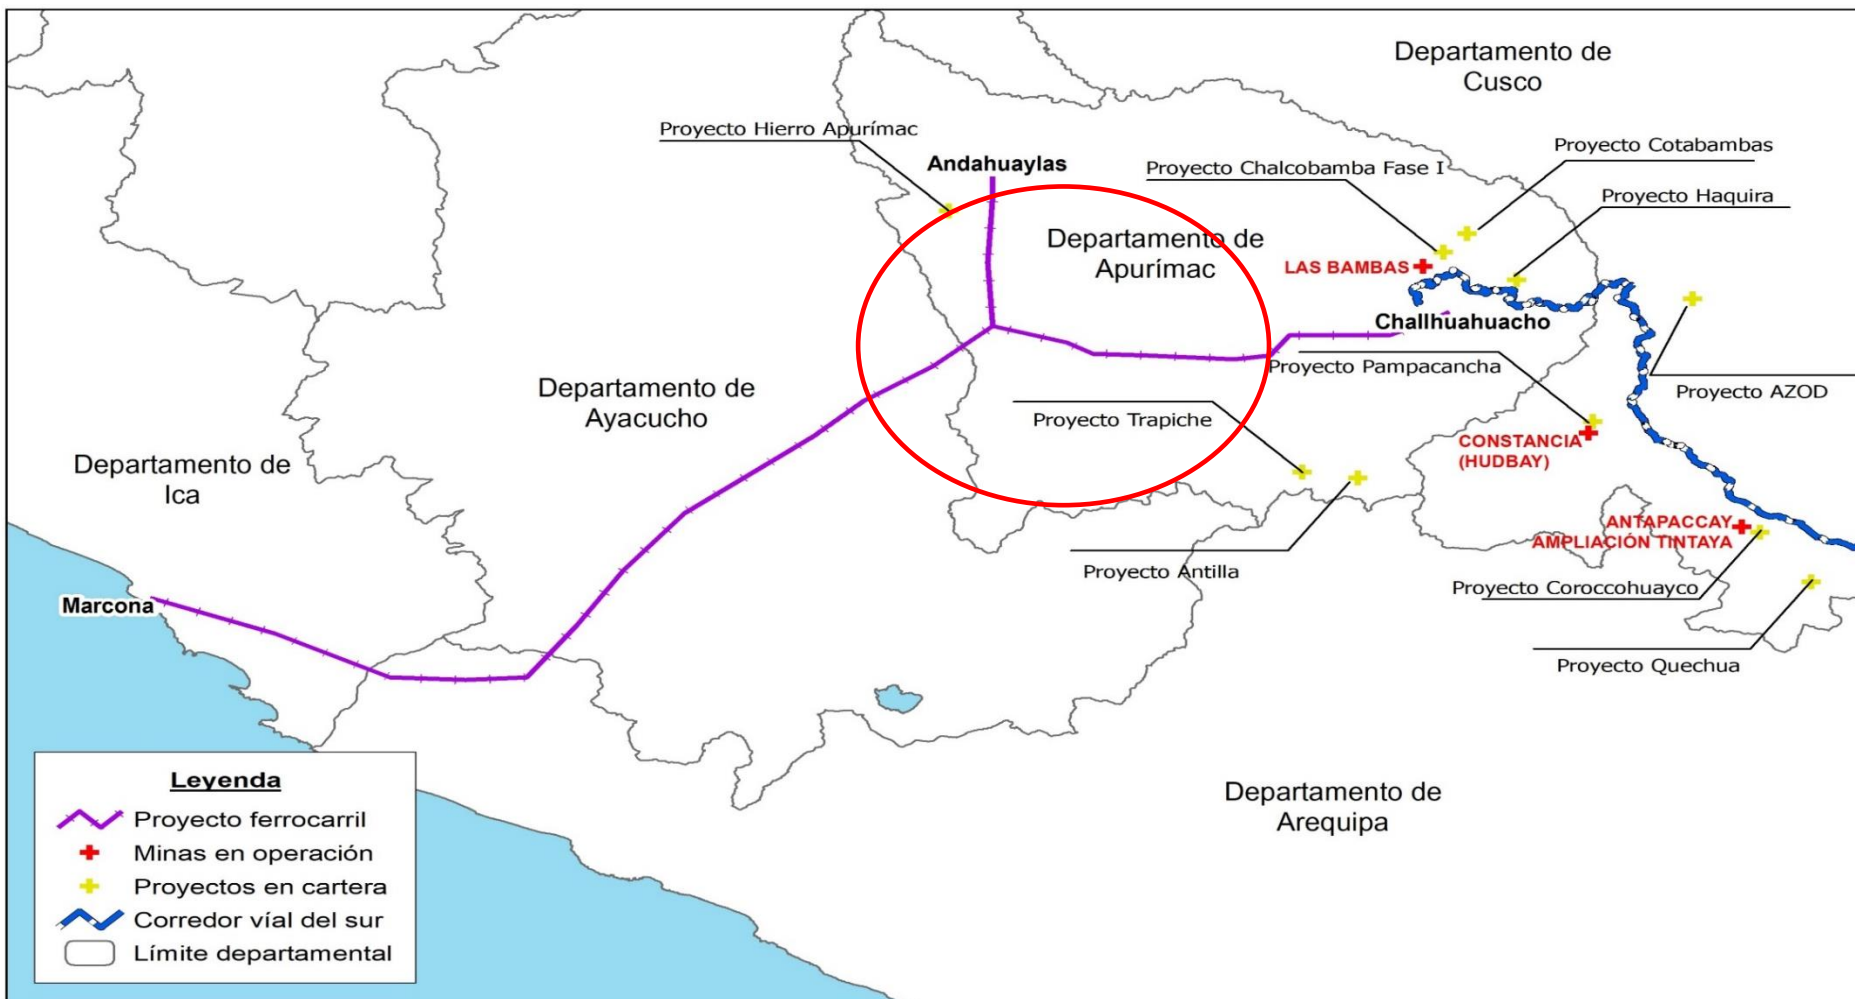 Departamento de
Cusco
Proyecto Hierro Apurímac
Andahuaylas
Proyecto Chalcobamba Fase I
Proyecto Cotabambas
Proyecto Haquira
Departamento de
Apurímac
LAS BAMBAS
Challhuahuacho
Proyecto Pampacancha
Proyecto AZOD
Departamento de
Ayacucho
Proyecto Trapiche
CONSTANCIA
(HUDBAY)
Departamento de
Ica
ANTAPACCAY
AMPLIACIÓN TINTAYA
Proyecto Antilla
Proyecto Coroccohuayco
Marcona
Proyecto Quechua
Departamento de
Arequipa
Leyenda
Proyecto ferrocarril
Minas en operación
Proyectos en cartera
Corredor víal del sur
Límite departamental